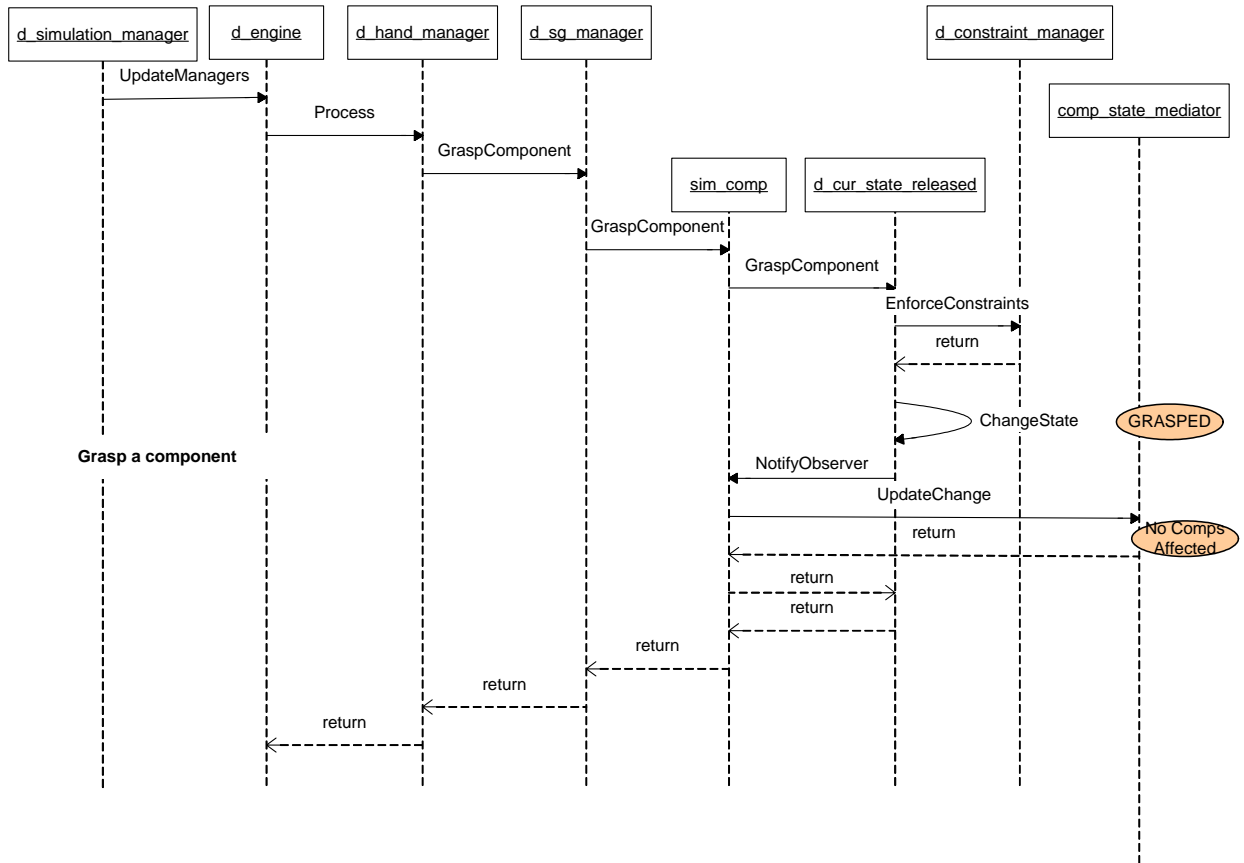 d_simulation_manager
d_engine
d_hand_manager
d_sg_manager
d_constraint_manager
UpdateManagers
Process
comp_state_mediator
GraspComponent
sim_comp
d_cur_state_released
GraspComponent
GraspComponent
EnforceConstraints
return
ChangeState
GRASPED
Grasp a component
NotifyObserver
UpdateChange
return
No Comps
Affected
return
return
return
return
return